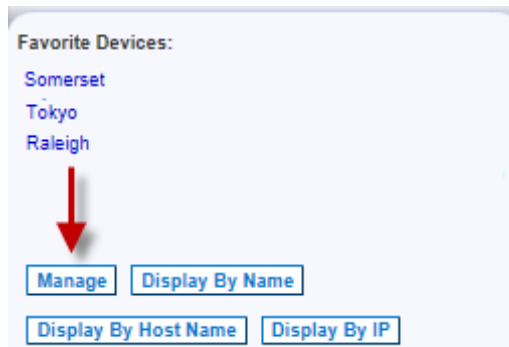 Favorite Devices:
Somerset
Tokyo
Raleigh
Manage Display By Name
Display By Host Name Display By IP